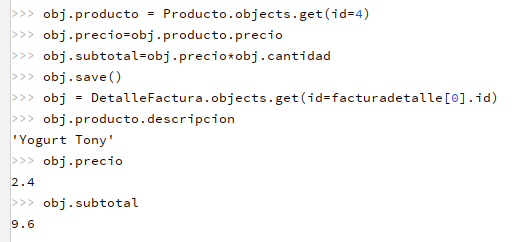 >>> obj.producto = Producto.objects.get(id=4)
>>> obj.precio=obj.producto.precio
>>> obj.subtotal=obj.precio*obj.cantidad
>>> obj.save()
>>> obj = DetalleFactura.objects.get(id=facturadetalle[0].id)
>>> obj.producto.descripcion
'Yogurt Tony'
>>> obj.precio
2.4
>>> obj.subtotal
9.6